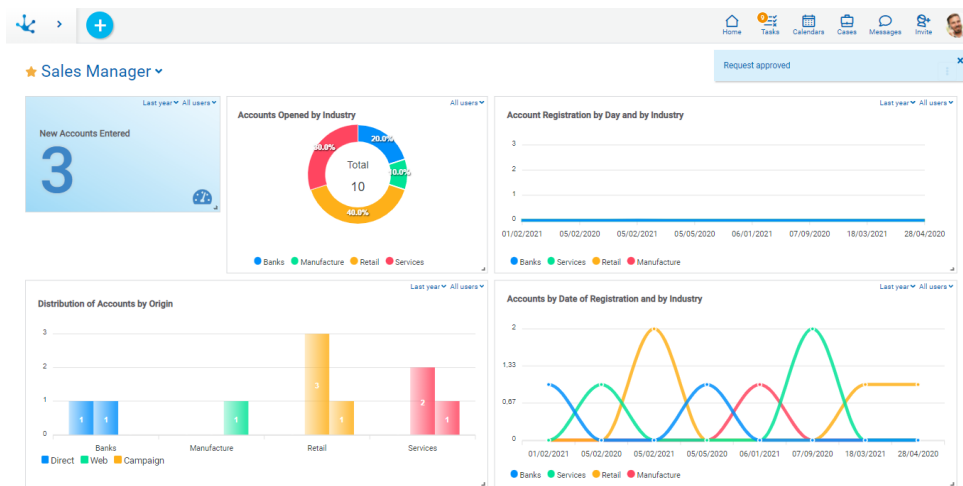 9
Home Tasks Calendars Cases Messages Invite
Sales Manager
Request approved
×
Last year All users
New Accounts Entered
3
All users
Accounts Opened by Industry
20.0%
10.0%
40.0%
30.0%
Total
10
Banks Manufacture Retail Services
Last year All users
Account Registration by Day and by Industry
3
2
1
0
01/02/2021 05/02/2020 05/02/2021 05/05/2020 06/01/2021 07/09/2020 18/03/2021 28/04/2020
Banks Services Retail Manufacture
Last year All users
Distribution of Accounts by Origin
3
2
1
0
1 1 1 3 1 2 1
Banks Manufacture Retail Services
Direct Web Campaign
Last year All users
Accounts by Date of Registration and by Industry
2
1,33
0,67
0
01/02/2021 05/02/2020 05/02/2021 05/05/2020 06/01/2021 07/09/2020 18/03/2021 28/04/2020
Banks Services Retail Manufacture